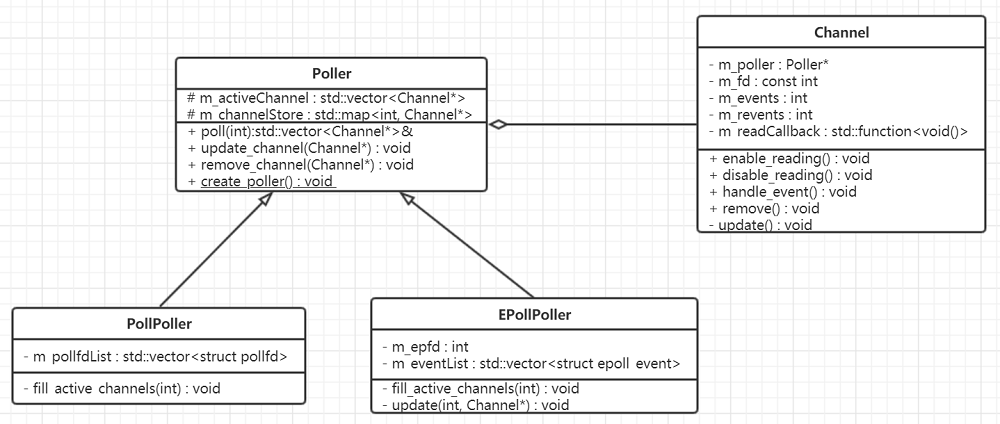 Poller
# m_activeChannel : std::vector<Channel*>
# m_channelStore : std::map<int, Channel*>
+ poll(int):std::vector<Channel*>&
+ update_channel(Channel*) : void
+ remove_channel(Channel*) : void
+ create_poller() : void
Channel
- m_poller : Poller*
- m_fd : const int
- m_events : int
- m_revents : int
- m_readCallback : std::function<void()>
+ enable_reading() : void
+ disable_reading() : void
+ handle_event() : void
+ remove() : void
- update() : void
PollPoller
- m_pollfdList : std::vector<struct pollfd>
- fill_active_channels(int) : void
EPollPoller
- m_epfd : int
- m_eventList : std::vector<struct epoll_event>
- fill_active_channels(int) : void
- update(int, Channel*) : void